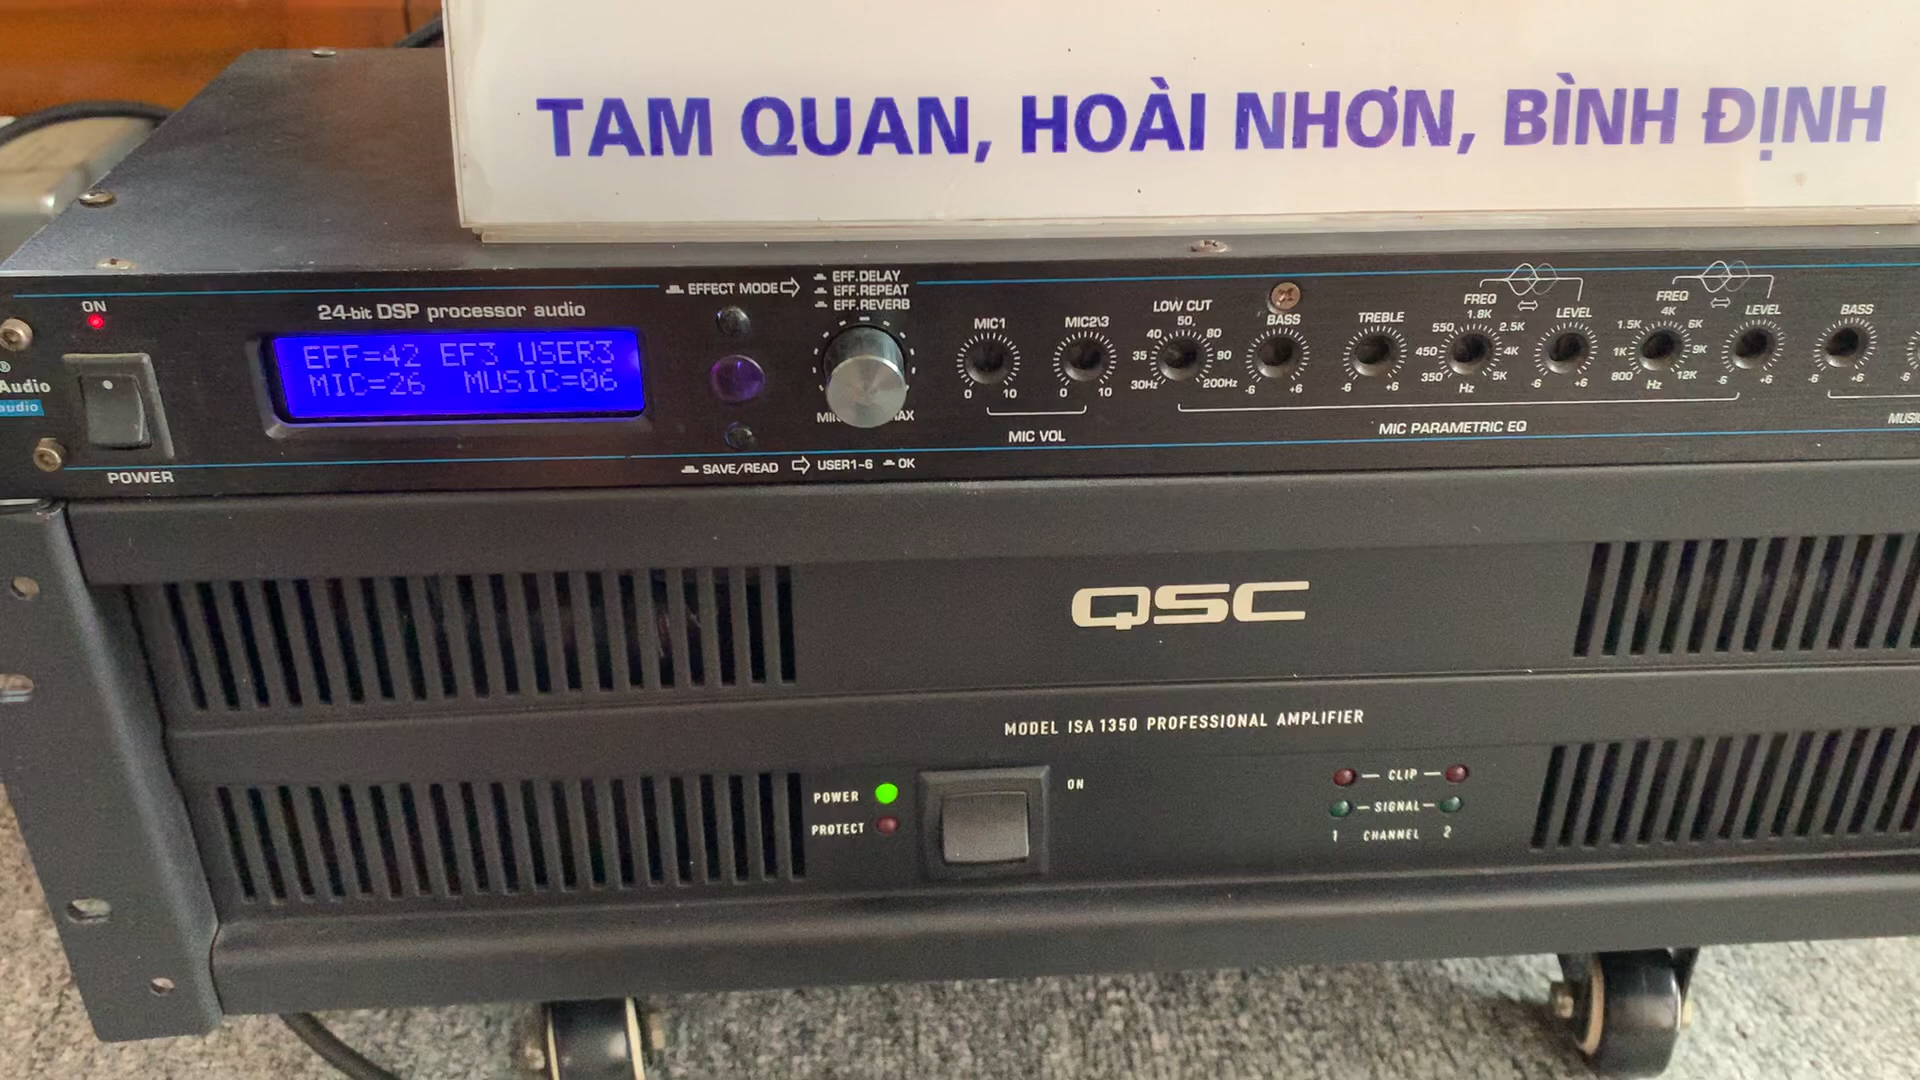 TAM QUAN, HOÀI NHƠN, BÌNH ĐỊNH
ON
24-bit DSP processor audio
EFF=42 EF3 USER3
MIC=26 MUSIC=06
®
Audio
audio
POWER
EFFECT MODE
EFF.DELAY
EFF.REPEAT
EFF.REVERB
SAVE/READ USER1-6 OK
MIC1
0 10
MIC2\3
0 10
MIC VOL
LOW CUT
30Hz 35 40 50 80 90 200Hz
BASS
-6 +6
TREBLE
-6 +6
FREQ
350 450 550 1.8K 2.5K 4K 5K
Hz
LEVEL
-6 +6
FREQ
800 1K 1.5K 4K 6K 9K 12K
Hz
LEVEL
-6 +6
MIC PARAMETRIC EQ
BASS
-6 +6
QSC
MODEL ISA 1350 PROFESSIONAL AMPLIFIER
POWER
PROTECT
ON
CLIP
SIGNAL
1 CHANNEL 2